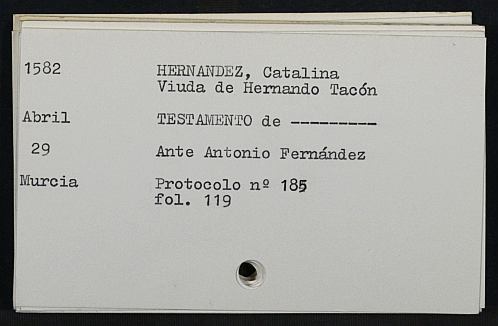 1582 HERNANDEZ, Catalina
Viuda de Hernando Tacón
Abril TESTAMENTO de ---------
29 Ante Antonio Fernández
Murcia Protocolo nº 185
fol. 119